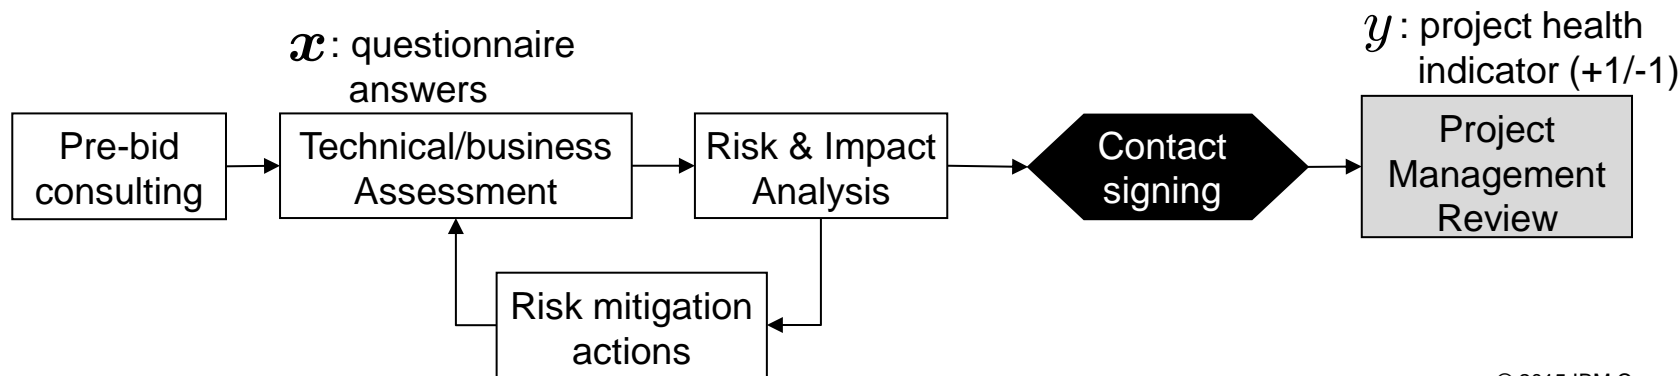 x: questionnaire
answers
y: project health
indicator (+1/-1)
Pre-bid
consulting
Technical/business
Assessment
Risk & Impact
Analysis
Contact
signing
Project
Management
Review
Risk mitigation
actions